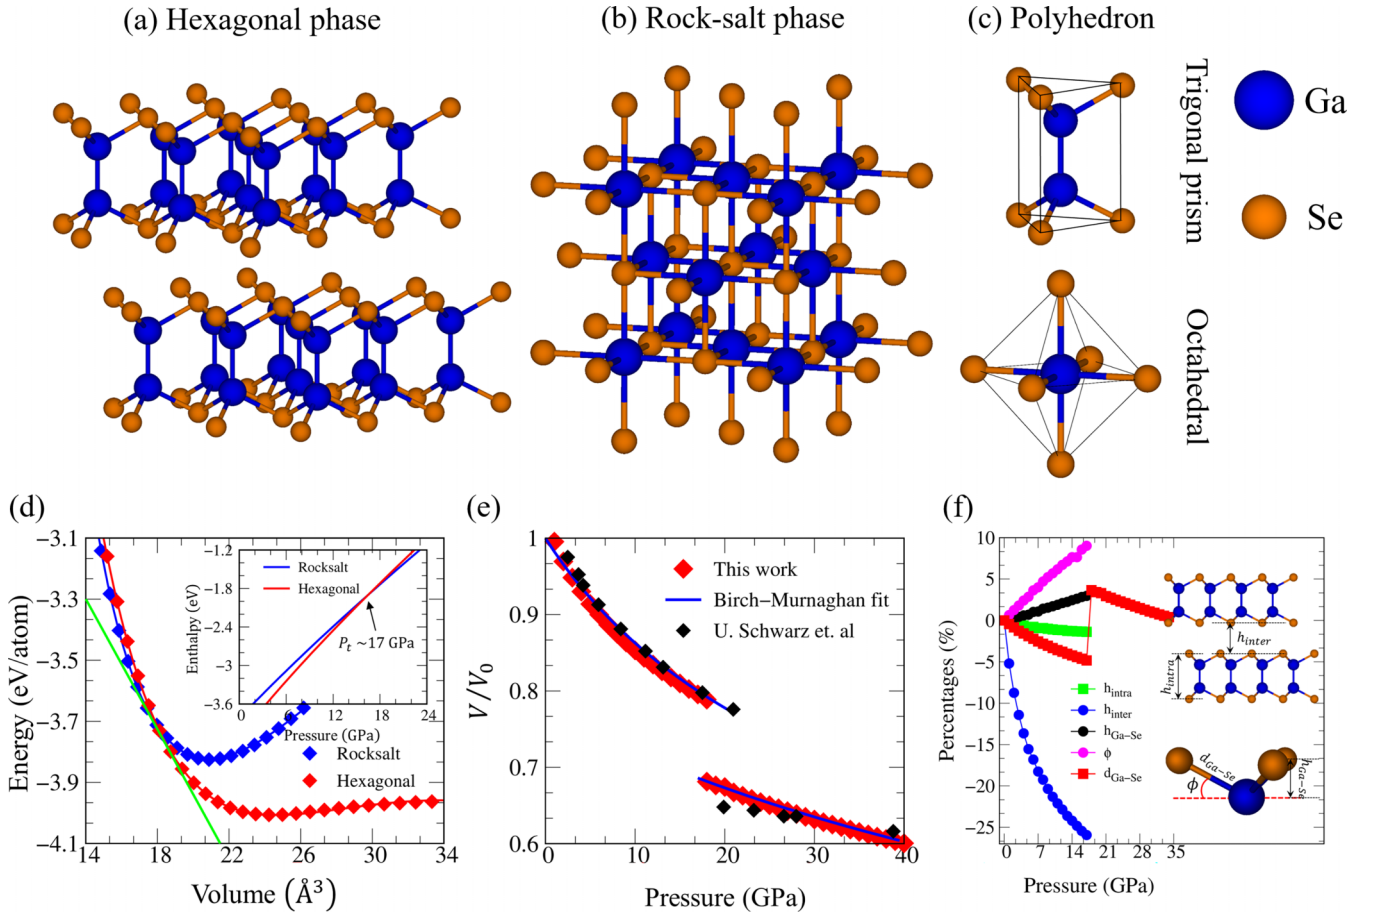 (a) Hexagonal phase
(b) Rock-salt phase
(c) Polyhedron
Trigonal prism
Ga
Se
Octahedral
(d)
−3.1
−3.3
−3.5
−3.7
−3.9
−4.1
Energy (eV/atom)
14
18
22
26
30
34
Volume (Å³)
−1.2
−1.8
−2.4
−3
−3.6
Enthalpy (eV)
0
6
12
18
24
Pressure (GPa)
Rocksalt
Hexagonal
P_t ~17 GPa
Rocksalt
Hexagonal
(e)
1
0.9
0.8
0.7
0.6
V/V₀
0
10
20
30
40
Pressure (GPa)
This work
Birch−Murnaghan fit
U. Schwarz et. al
(f)
10
5
0
−5
−10
−15
−20
−25
Percentages (%)
0
7
14
21
28
35
Pressure (GPa)
h_intra
h_inter
h_Ga−Se
ϕ
d_Ga−Se
h_inter
h_intra
d_Ga−Se
h_Ga−Se
ϕ